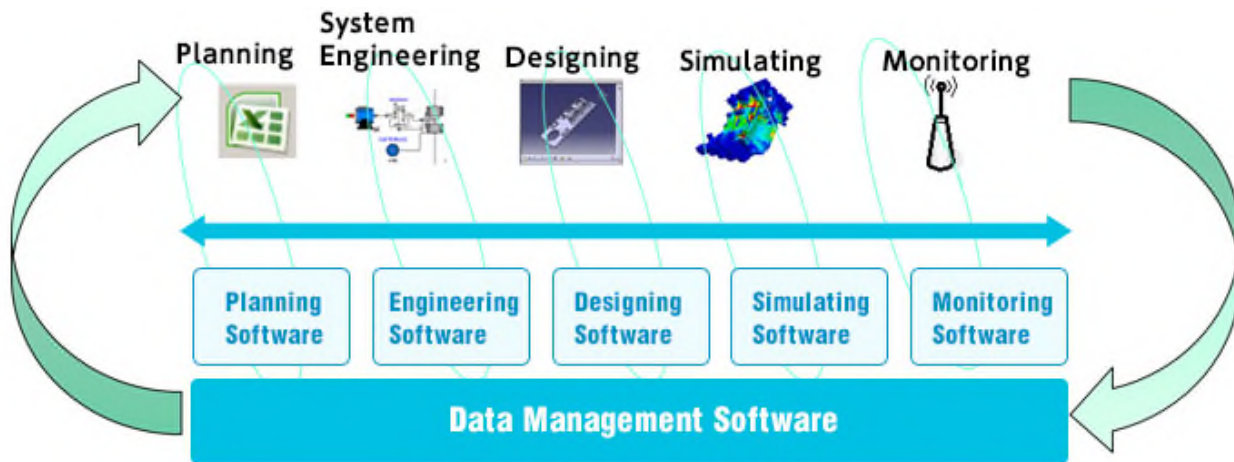 Planning
System
Engineering
Designing
Simulating
Monitoring
Planning
Software
Engineering
Software
Designing
Software
Simulating
Software
Monitoring
Software
Data Management Software